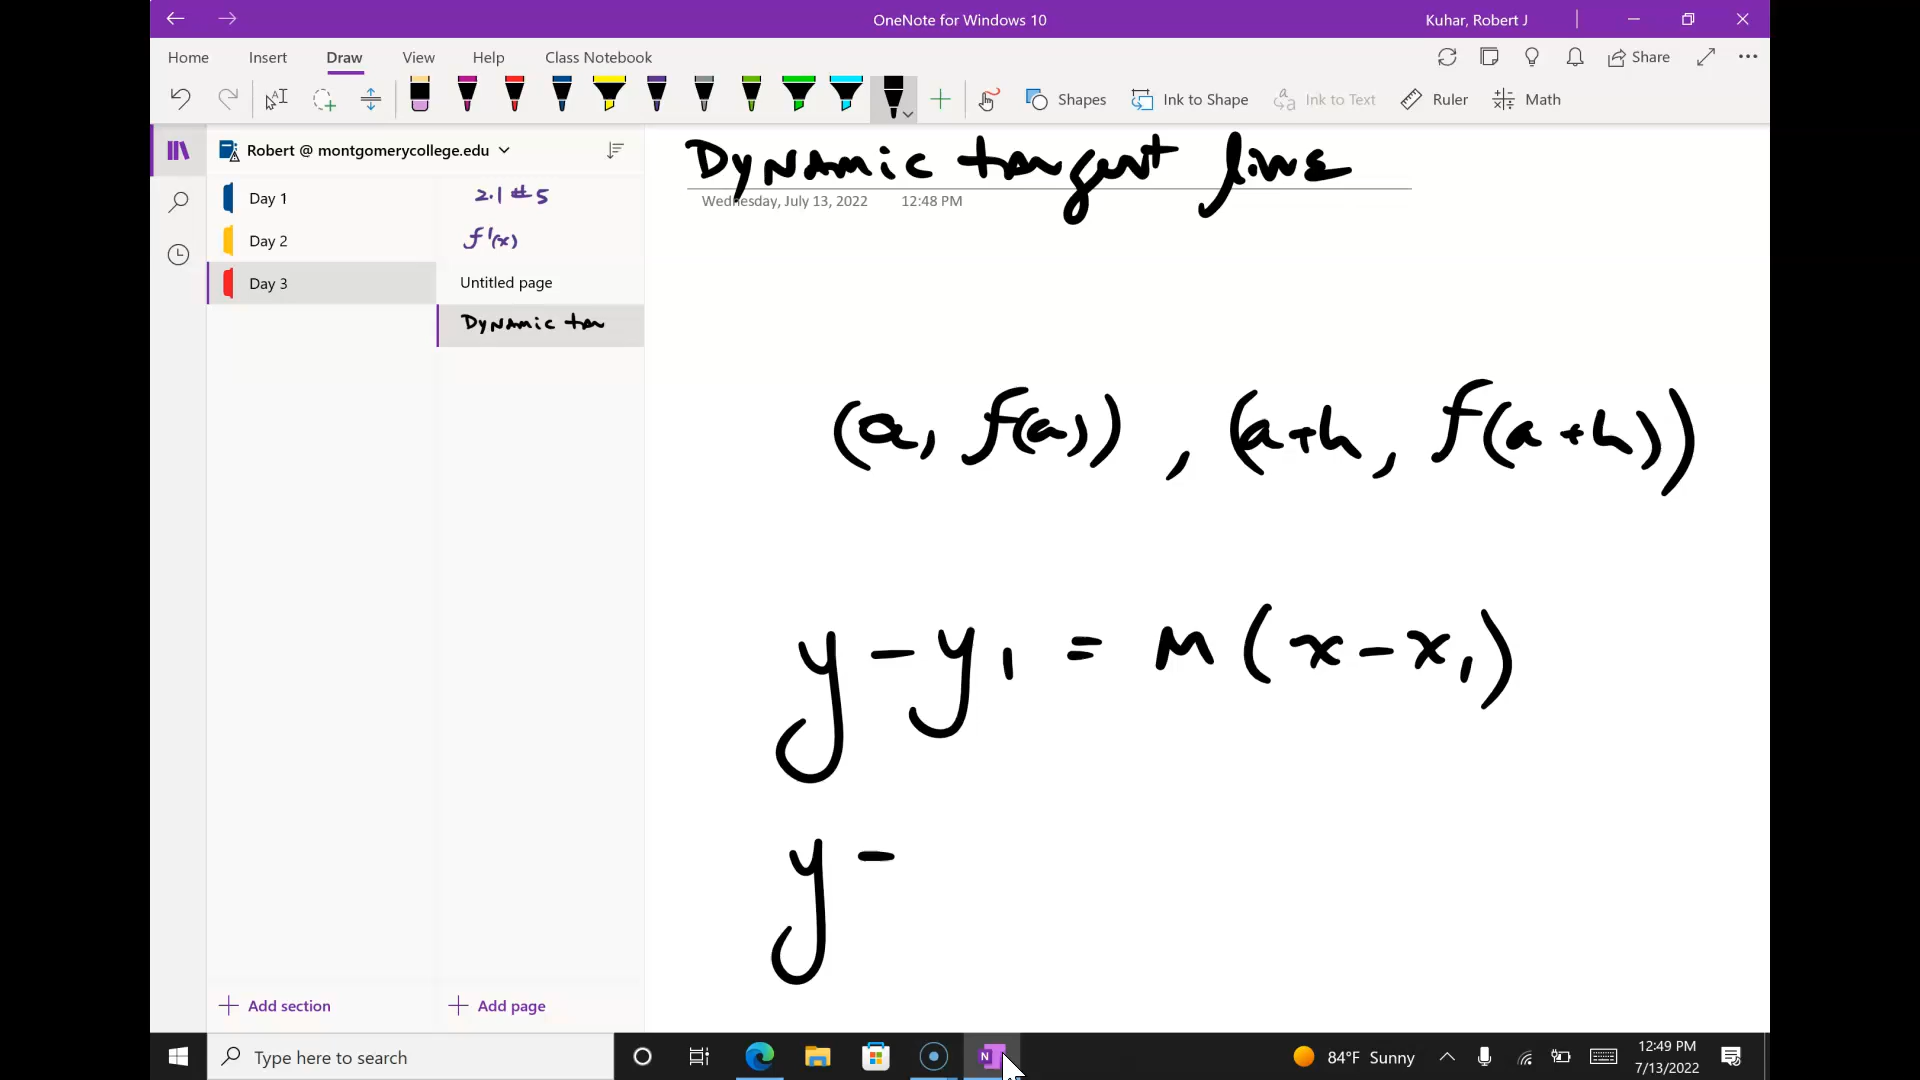 OneNote for Windows 10
Kuhar, Robert J
Home Insert Draw View Help Class Notebook
Share
Shapes Ink to Shape Ink to Text Ruler Math
Robert @ montgomerycollege.edu
Day 1
Day 2
Day 3
2.1 #5
f'(x)
Untitled page
Dynamic tan
Dynamic tangent line
Wednesday, July 13, 2022 12:48 PM
(a, f(a)) , (a+h, f(a+h))
y - y1 = M(x - x1)
y -
Add section
Add page
Type here to search
84°F Sunny
12:49 PM
7/13/2022